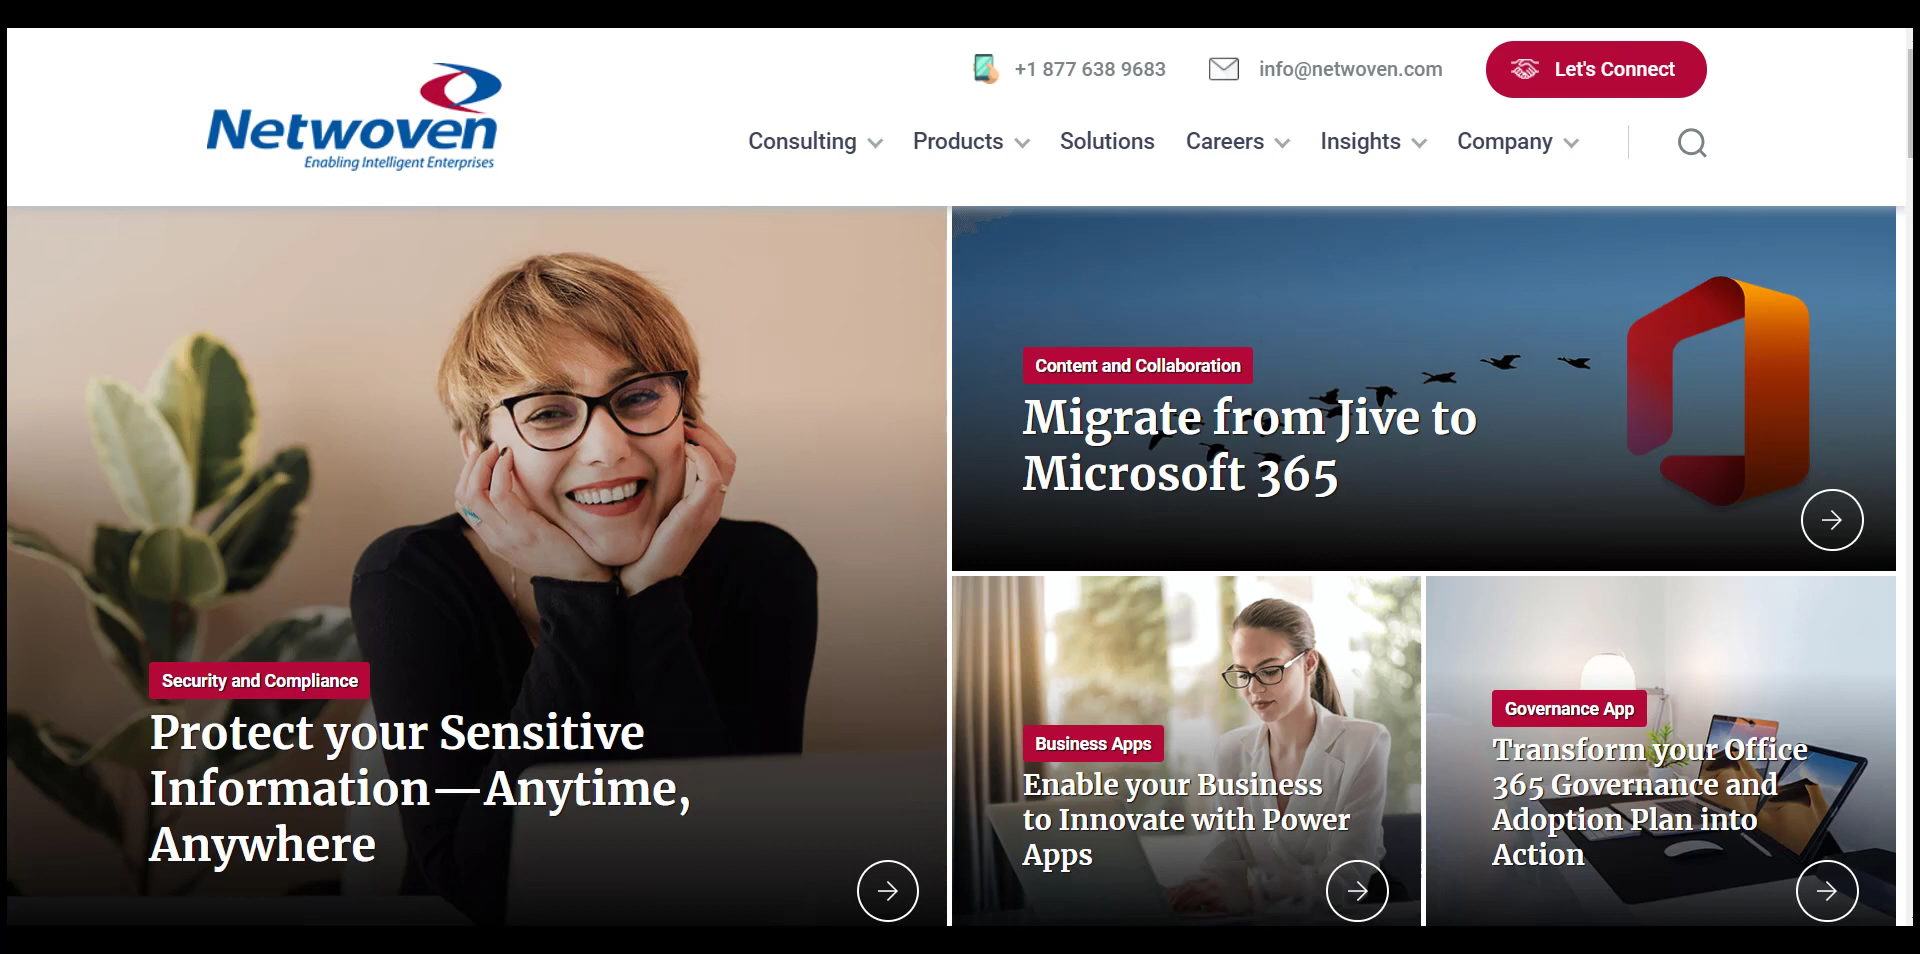 Netwoven
Enabling Intelligent Enterprises
+1 877 638 9683
info@netwoven.com
Let's Connect
Consulting
Products
Solutions
Careers
Insights
Company
Security and Compliance
Protect your Sensitive
Information—Anytime,
Anywhere
Content and Collaboration
Migrate from Jive to
Microsoft 365
Business Apps
Enable your Business
to Innovate with Power
Apps
Governance App
Transform your Office
365 Governance and
Adoption Plan into
Action